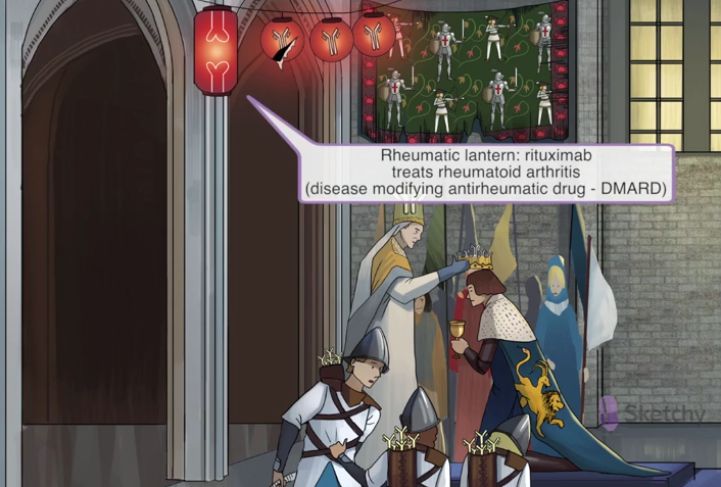 Rheumatic lantern: rituximab
treats rheumatoid arthritis
(disease modifying antirheumatic drug - DMARD)
Sketchy